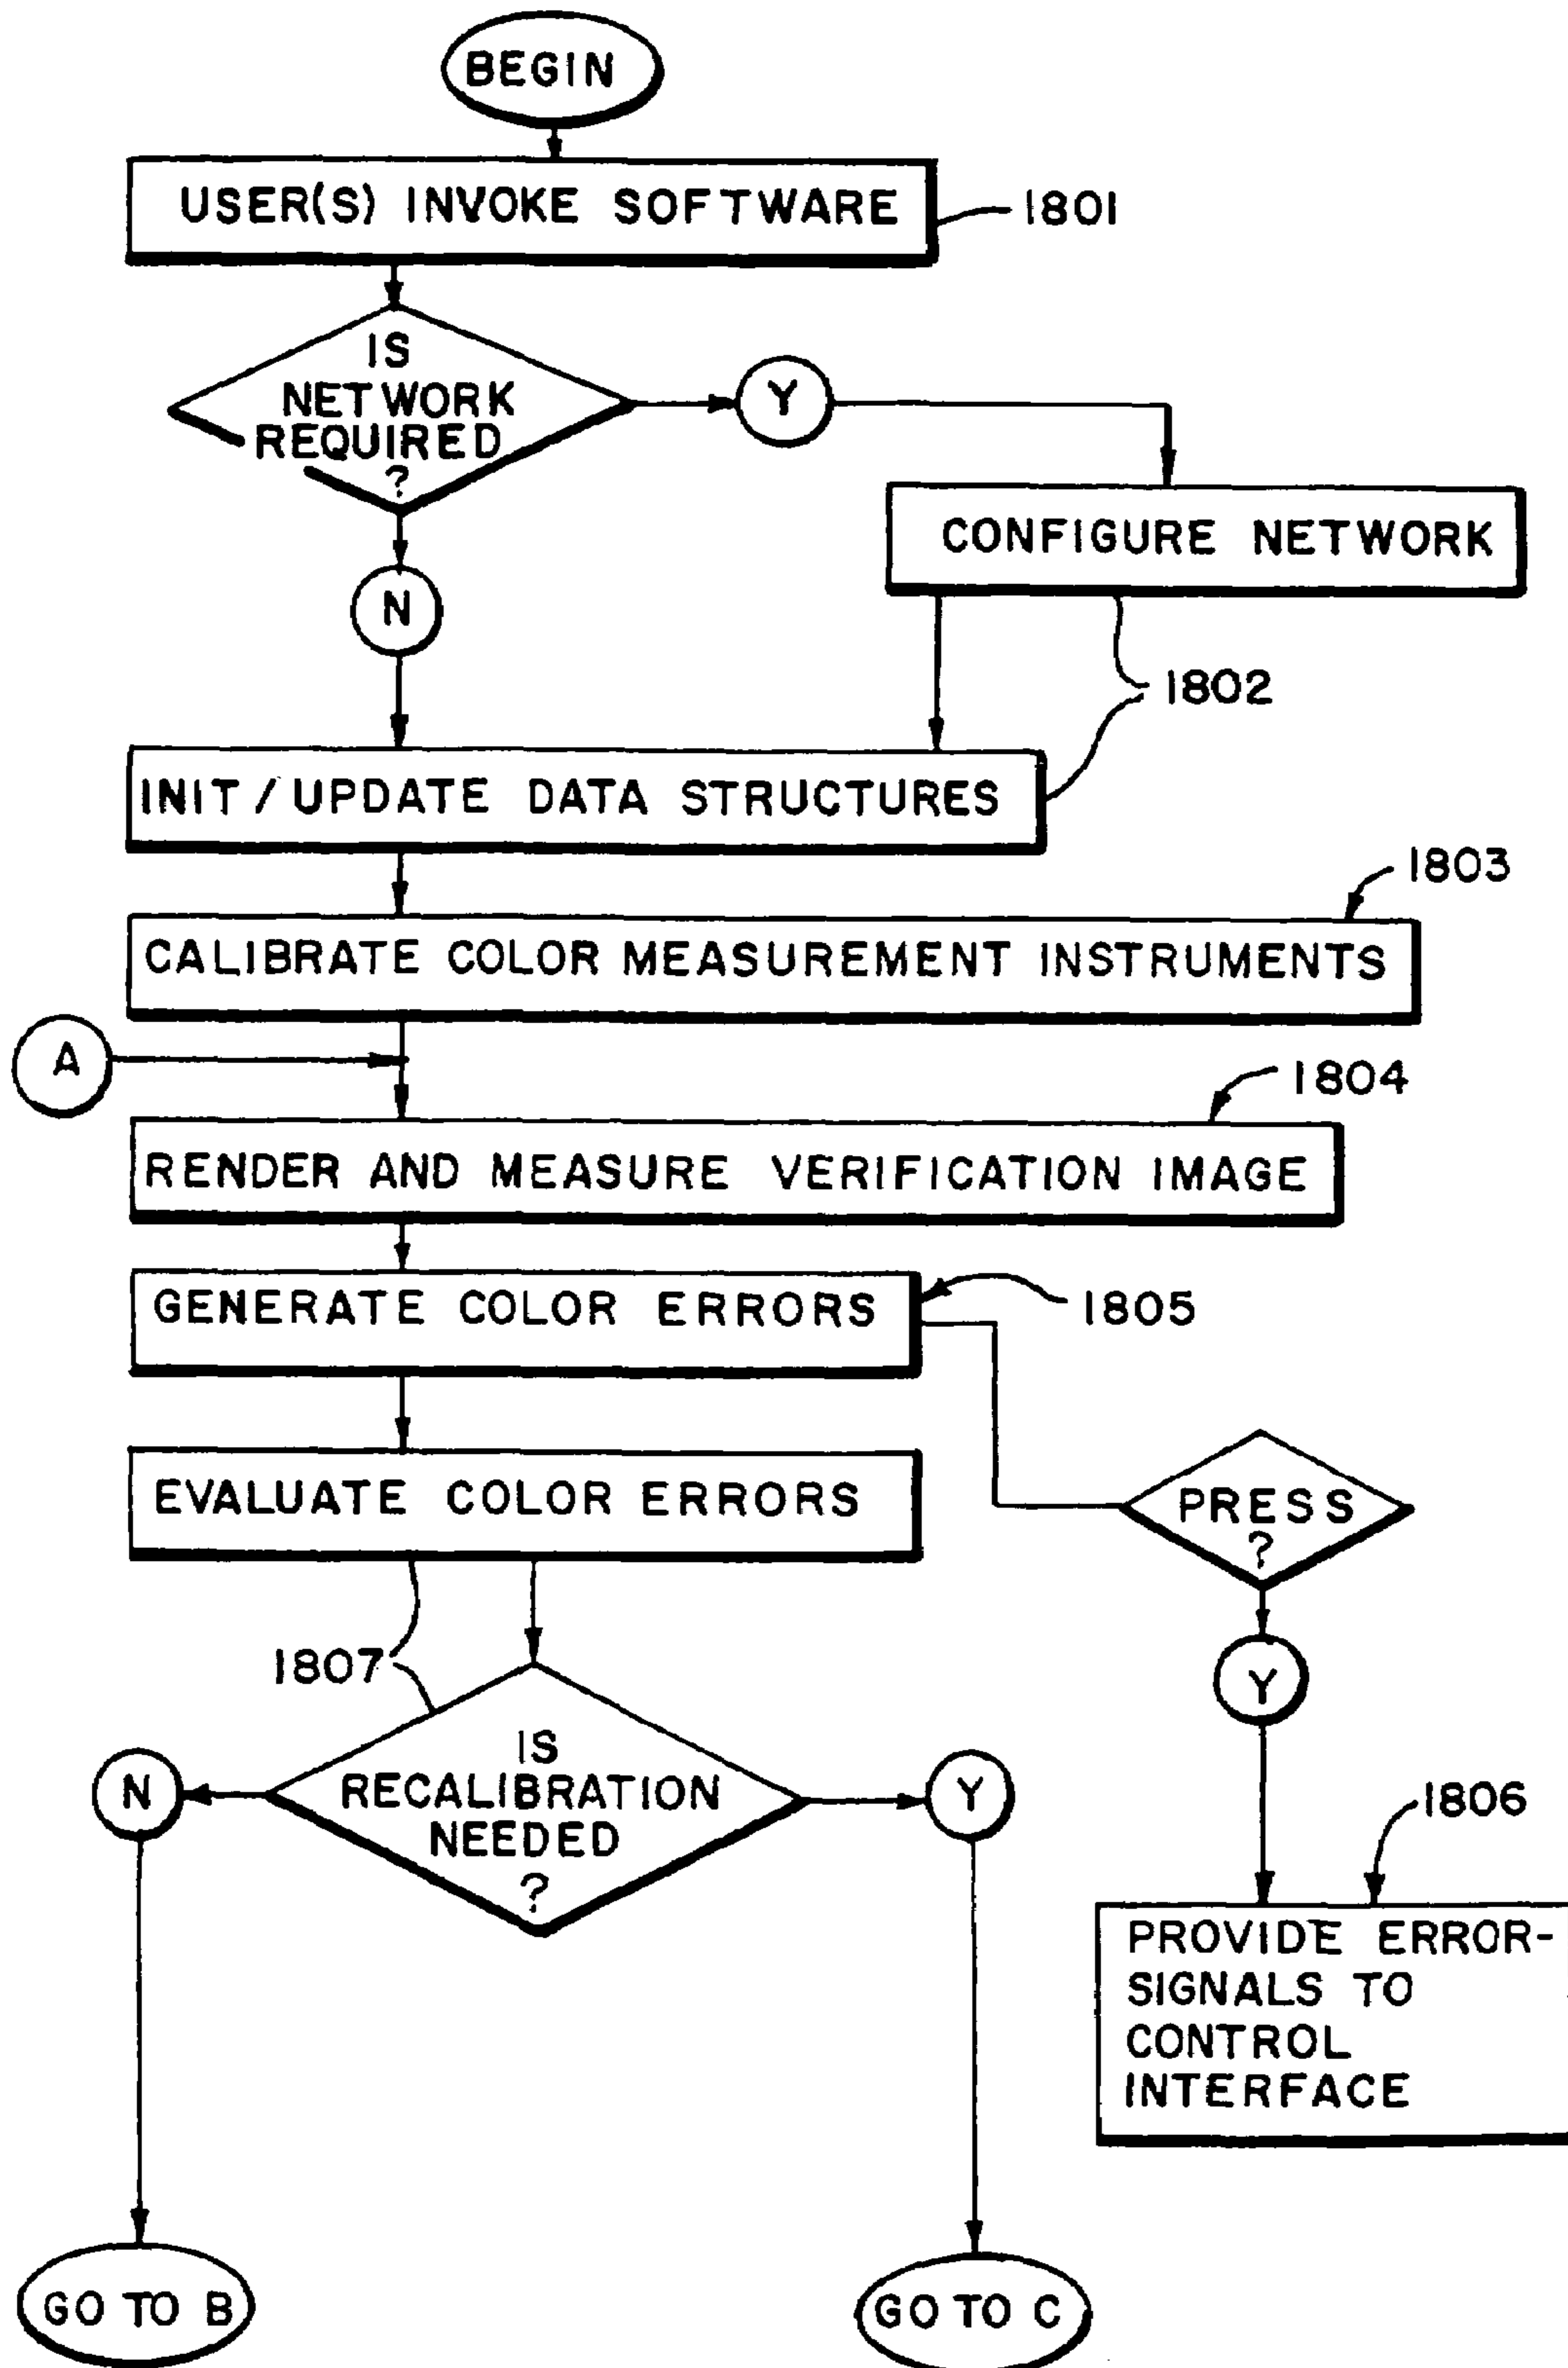 BEGIN
USER(S) INVOKE SOFTWARE
1801
IS
NETWORK
REQUIRED
?
Y
CONFIGURE NETWORK
N
1802
INIT / UPDATE DATA STRUCTURES
1803
CALIBRATE COLOR MEASUREMENT INSTRUMENTS
A
1804
RENDER AND MEASURE VERIFICATION IMAGE
GENERATE COLOR ERRORS
1805
EVALUATE COLOR ERRORS
PRESS
?
1807
Y
IS
RECALIBRATION
NEEDED
?
N
Y
1806
PROVIDE ERROR-
SIGNALS TO
CONTROL
INTERFACE
GO TO B
GO TO C